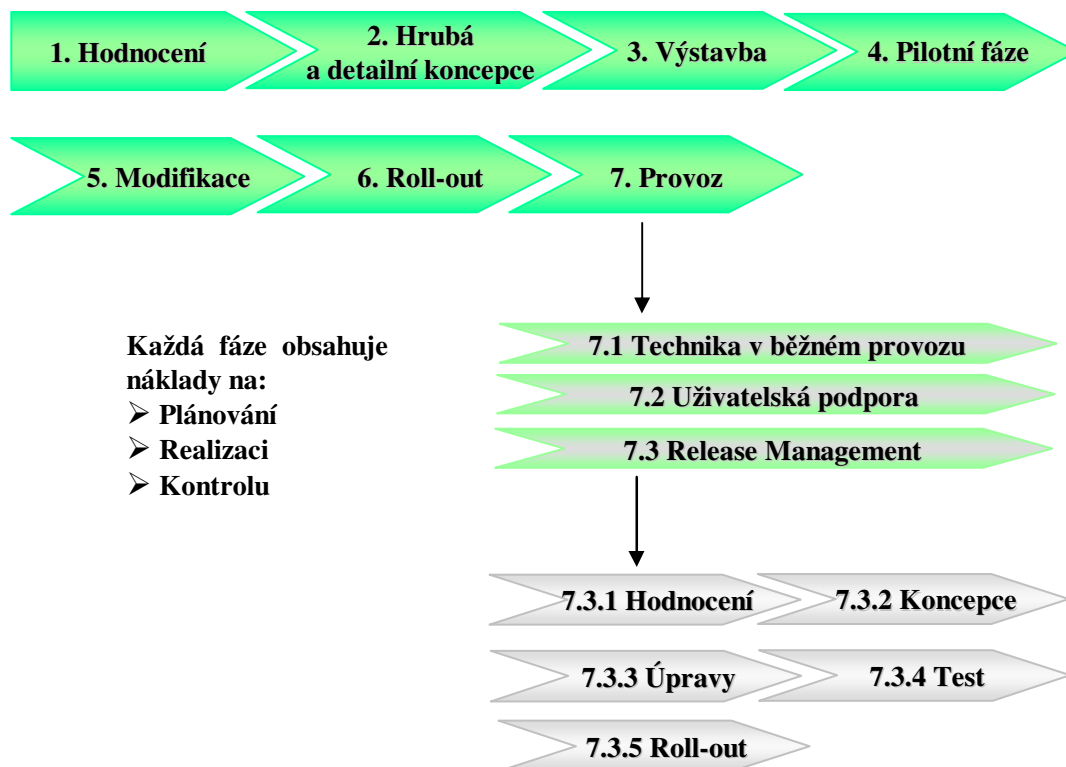 1. Hodnocení
2. Hrubá
a detailní koncepce
3. Výstavba
4. Pilotní fáze
5. Modifikace
6. Roll-out
7. Provoz
Každá fáze obsahuje
náklady na:
➢ Plánování
➢ Realizaci
➢ Kontrolu
7.1 Technika v běžném provozu
7.2 Uživatelská podpora
7.3 Release Management
7.3.1 Hodnocení
7.3.2 Koncepce
7.3.3 Úpravy
7.3.4 Test
7.3.5 Roll-out